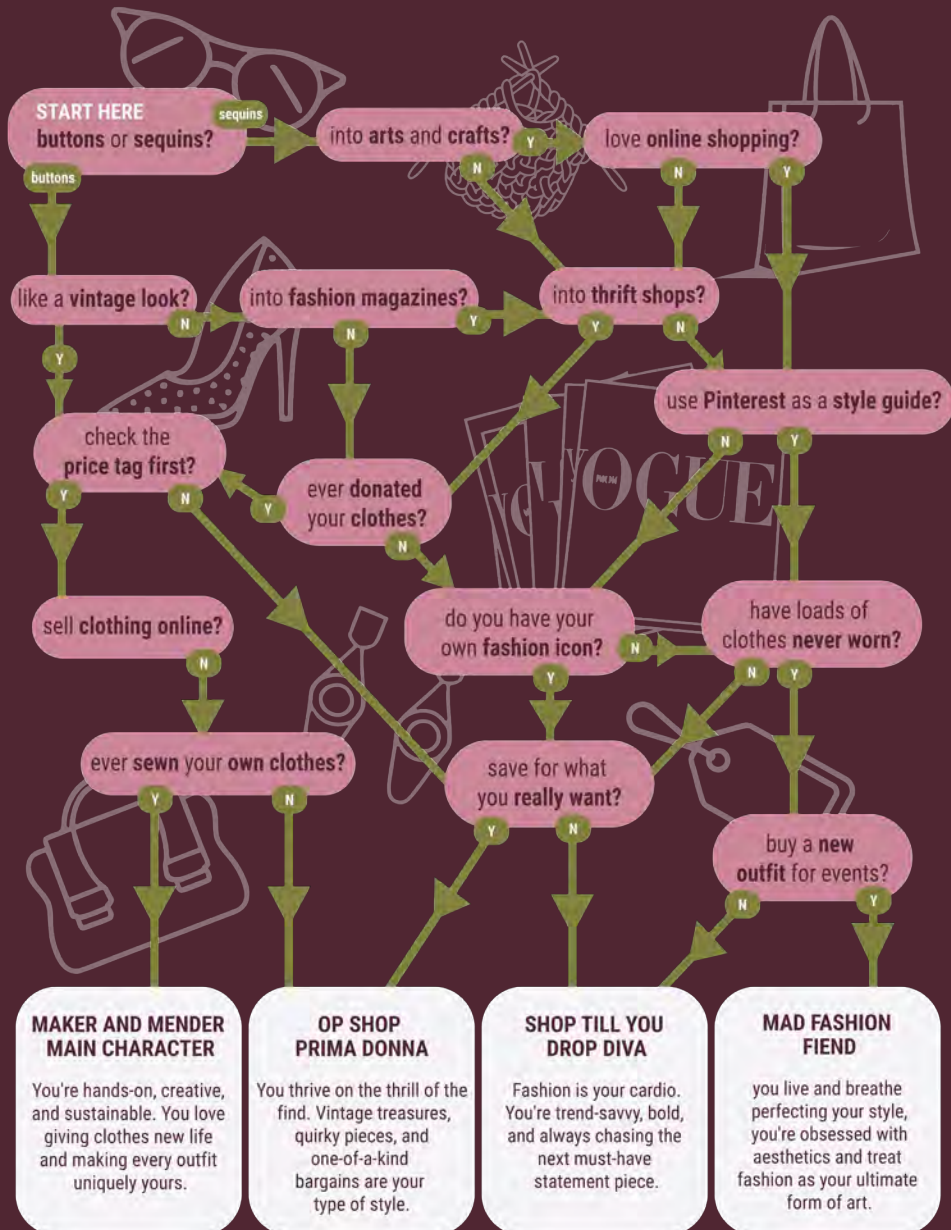 START HERE
buttons or sequins?
sequins
buttons
into arts and crafts?
Y
N
love online shopping?
N
Y
like a vintage look?
N
Y
into fashion magazines?
N
Y
into thrift shops?
Y
N
use Pinterest as a style guide?
N
Y
check the
price tag first?
Y
N
ever donated
your clothes?
Y
N
VOGUE
sell clothing online?
N
do you have your
own fashion icon?
N
Y
have loads of
clothes never worn?
N
Y
ever sewn your own clothes?
Y
N
save for what
you really want?
Y
N
buy a new
outfit for events?
N
Y
MAKER AND MENDER
MAIN CHARACTER
You're hands-on, creative,
and sustainable. You love
giving clothes new life
and making every outfit
uniquely yours.
OP SHOP
PRIMA DONNA
You thrive on the thrill of the
find. Vintage treasures,
quirky pieces, and
one-of-a-kind
bargains are your
type of style.
SHOP TILL YOU
DROP DIVA
Fashion is your cardio.
You're trend-savvy, bold,
and always chasing the
next must-have
statement piece.
MAD FASHION
FIEND
you live and breathe
perfecting your style,
you're obsessed with
aesthetics and treat
fashion as your ultimate
form of art.